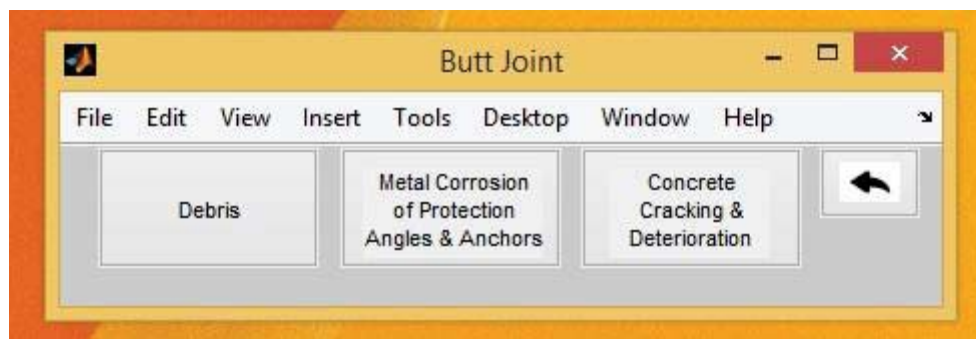 Butt Joint
File Edit View Insert Tools Desktop Window Help
Debris
Metal Corrosion
of Protection
Angles & Anchors
Concrete
Cracking &
Deterioration